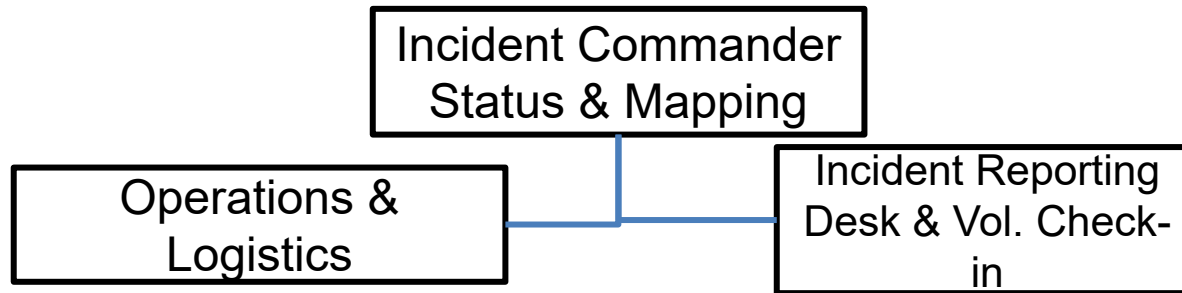 Incident Commander
Status & Mapping
Operations &
Logistics
Incident Reporting
Desk & Vol. Check-
in